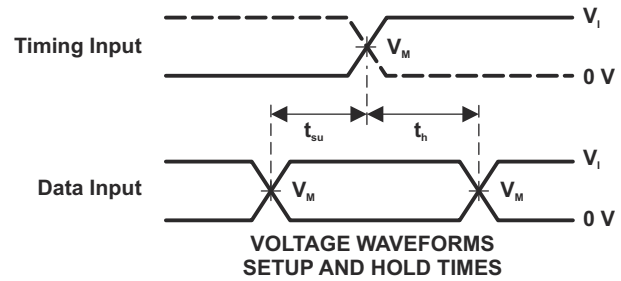 V_I
Timing Input
V_M
0 V
t_su
t_h
V_I
Data Input
V_M
V_M
0 V
VOLTAGE WAVEFORMS
SETUP AND HOLD TIMES